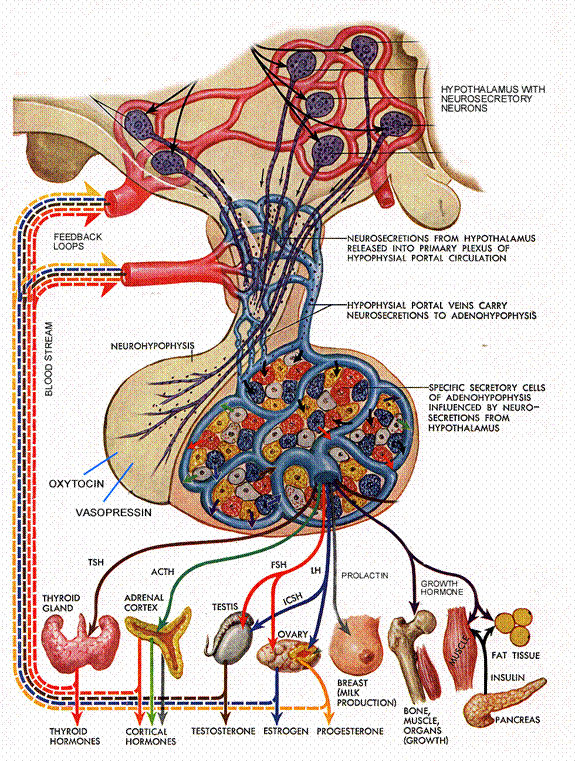 HYPOTHALAMUS WITH
NEUROSECRETORY
NEURONS
FEEDBACK
LOOPS
NEUROSECRETIONS FROM HYPOTHALAMUS
RELEASED INTO PRIMARY PLEXUS OF
HYPOPHYSIAL PORTAL CIRCULATION
HYPOPHYSIAL PORTAL VEINS CARRY
NEUROSECRETIONS TO ADENOHYPOPHYSIS
NEUROHYPOPHYSIS
BLOOD STREAM
SPECIFIC SECRETORY CELLS
OF ADENOHYPOPHYSIS
INFLUENCED BY NEURO-
SECRETIONS FROM
HYPOTHALAMUS
OXYTOCIN
VASOPRESSIN
TSH
ACTH
FSH
ICSH
LH
PROLACTIN
GROWTH
HORMONE
THYROID
GLAND
ADRENAL
CORTEX
TESTIS
OVARY
BREAST
(MILK
PRODUCTION)
BONE,
MUSCLE,
ORGANS
(GROWTH)
MUSCLE
FAT TISSUE
INSULIN
PANCREAS
THYROID
HORMONES
CORTICAL
HORMONES
TESTOSTERONE
ESTROGEN
PROGESTERONE